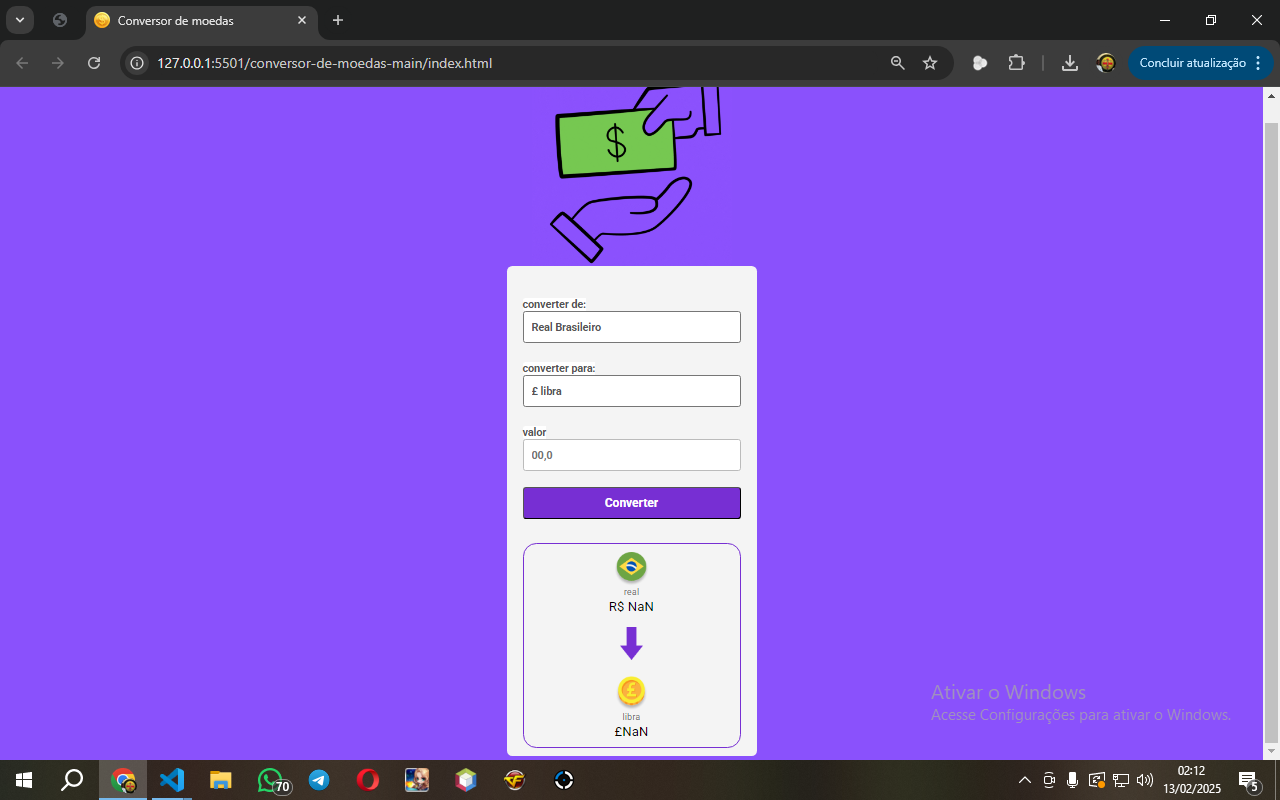 Conversor de moedas
127.0.0.1:5501/conversor-de-moedas-main/index.html
Concluir atualização
$
converter de:
Real Brasileiro
converter para:
£ libra
valor
00,0
Converter
real
R$ NaN
£
libra
£NaN
Ativar o Windows
Acesse Configurações para ativar o Windows.
70
02:12
13/02/2025
5